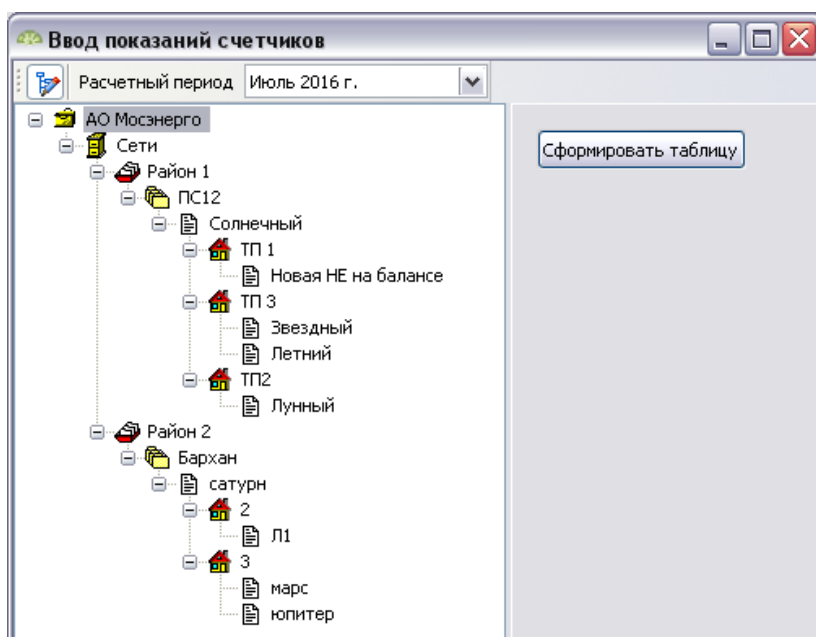 Ввод показаний счетчиков
Расчетный период Июль 2016 г.
АО Мосэнерго
Сформировать таблицу
Сети
Район 1
ПС12
Солнечный
ТП 1
Новая НЕ на балансе
ТП 3
Звездный
Летний
ТП2
Лунный
Район 2
Бархан
сатурн
2
Л1
3
марс
юпитер